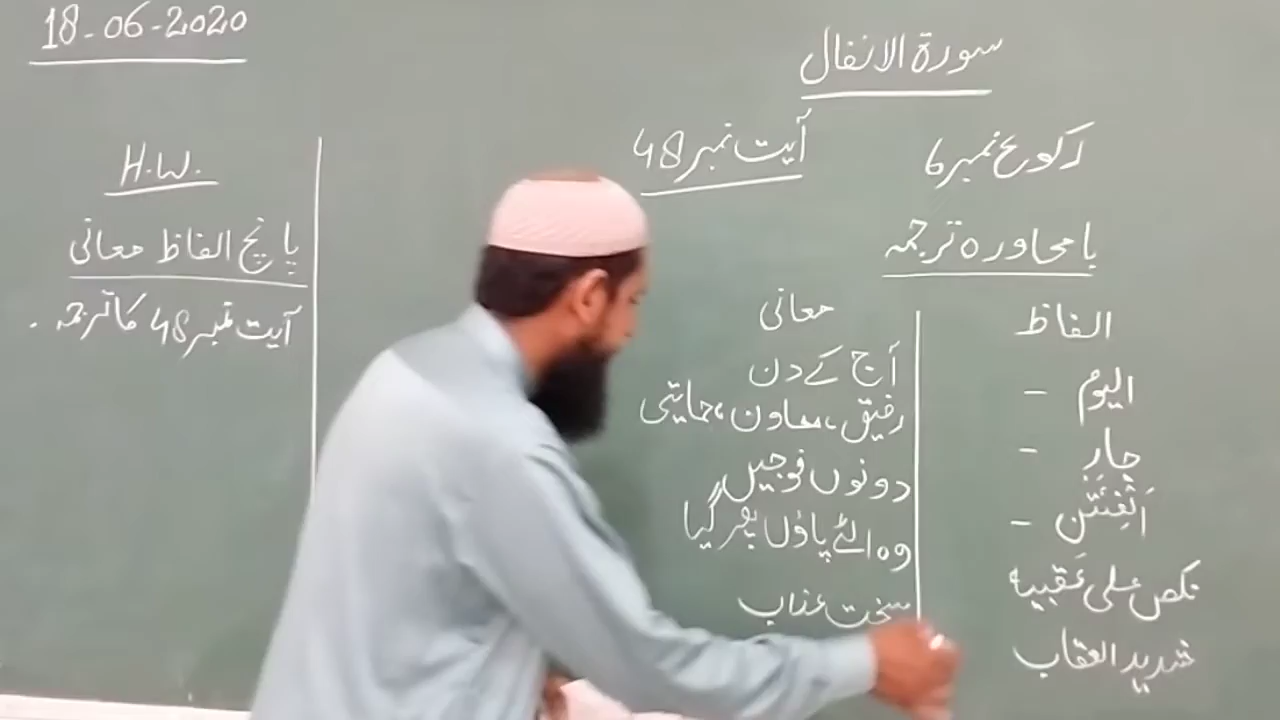 18-06-2020
سورۃ الانفال
رکوع نمبر 6
آیت نمبر 48
بامحاورہ ترجمہ
الفاظ
معانی
الیوم -
آج کے دن
جارٍ -
رفیق، معاون، حمایتی
اَلْفِئَتٰن -
دونوں فوجیں
نکص علی عَقبیہ
وہ الٹے پاؤں پھر گیا
شدید العقاب
سخت عذاب
H.W.
پانچ الفاظ معانی
آیت نمبر 48 کا ترجمہ.